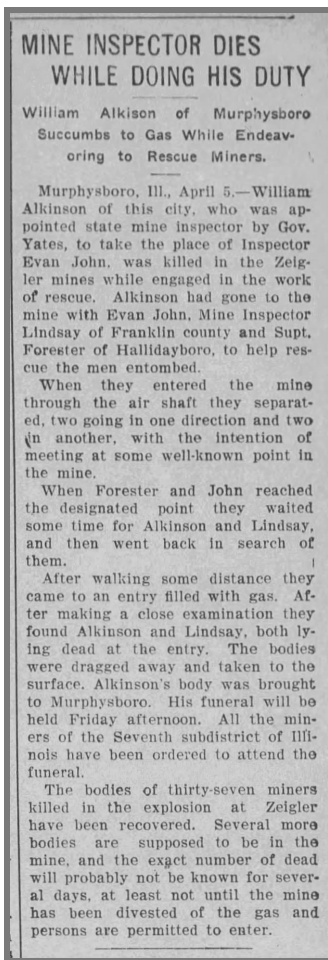 MINE INSPECTOR DIES
WHILE DOING HIS DUTY
William Alkison of Murphysboro
Succumbs to Gas While Endeav-
oring to Rescue Miners.
Murphysboro, Ill., April 5.—William
Alkinson of this city, who was ap-
pointed state mine inspector by Gov.
Yates, to take the place of Inspector
Evan John, was killed in the Zeig-
ler mines while engaged in the work
of rescue. Alkinson had gone to the
mine with Evan John, Mine Inspector
Lindsay of Franklin county and Supt.
Forester of Hallidayboro, to help res-
cue the men entombed.
When they entered the mine
through the air shaft they separat-
ed, two going in one direction and two
in another, with the intention of
meeting at some well-known point in
the mine.
When Forester and John reached
the designated point they waited
some time for Alkinson and Lindsay,
and then went back in search of
them.
After walking some distance they
came to an entry filled with gas. Af-
ter making a close examination they
found Alkinson and Lindsay, both ly-
ing dead at the entry. The bodies
were dragged away and taken to the
surface. Alkinson's body was brought
to Murphysboro. His funeral will be
held Friday afternoon. All the min-
ers of the Seventh subdistrict of Illi-
nois have been ordered to attend the
funeral.
The bodies of thirty-seven miners
killed in the explosion at Zeigler
have been recovered. Several more
bodies are supposed to be in the
mine, and the exact number of dead
will probably not be known for sever-
al days, at least not until the mine
has been divested of the gas and
persons are permitted to enter.